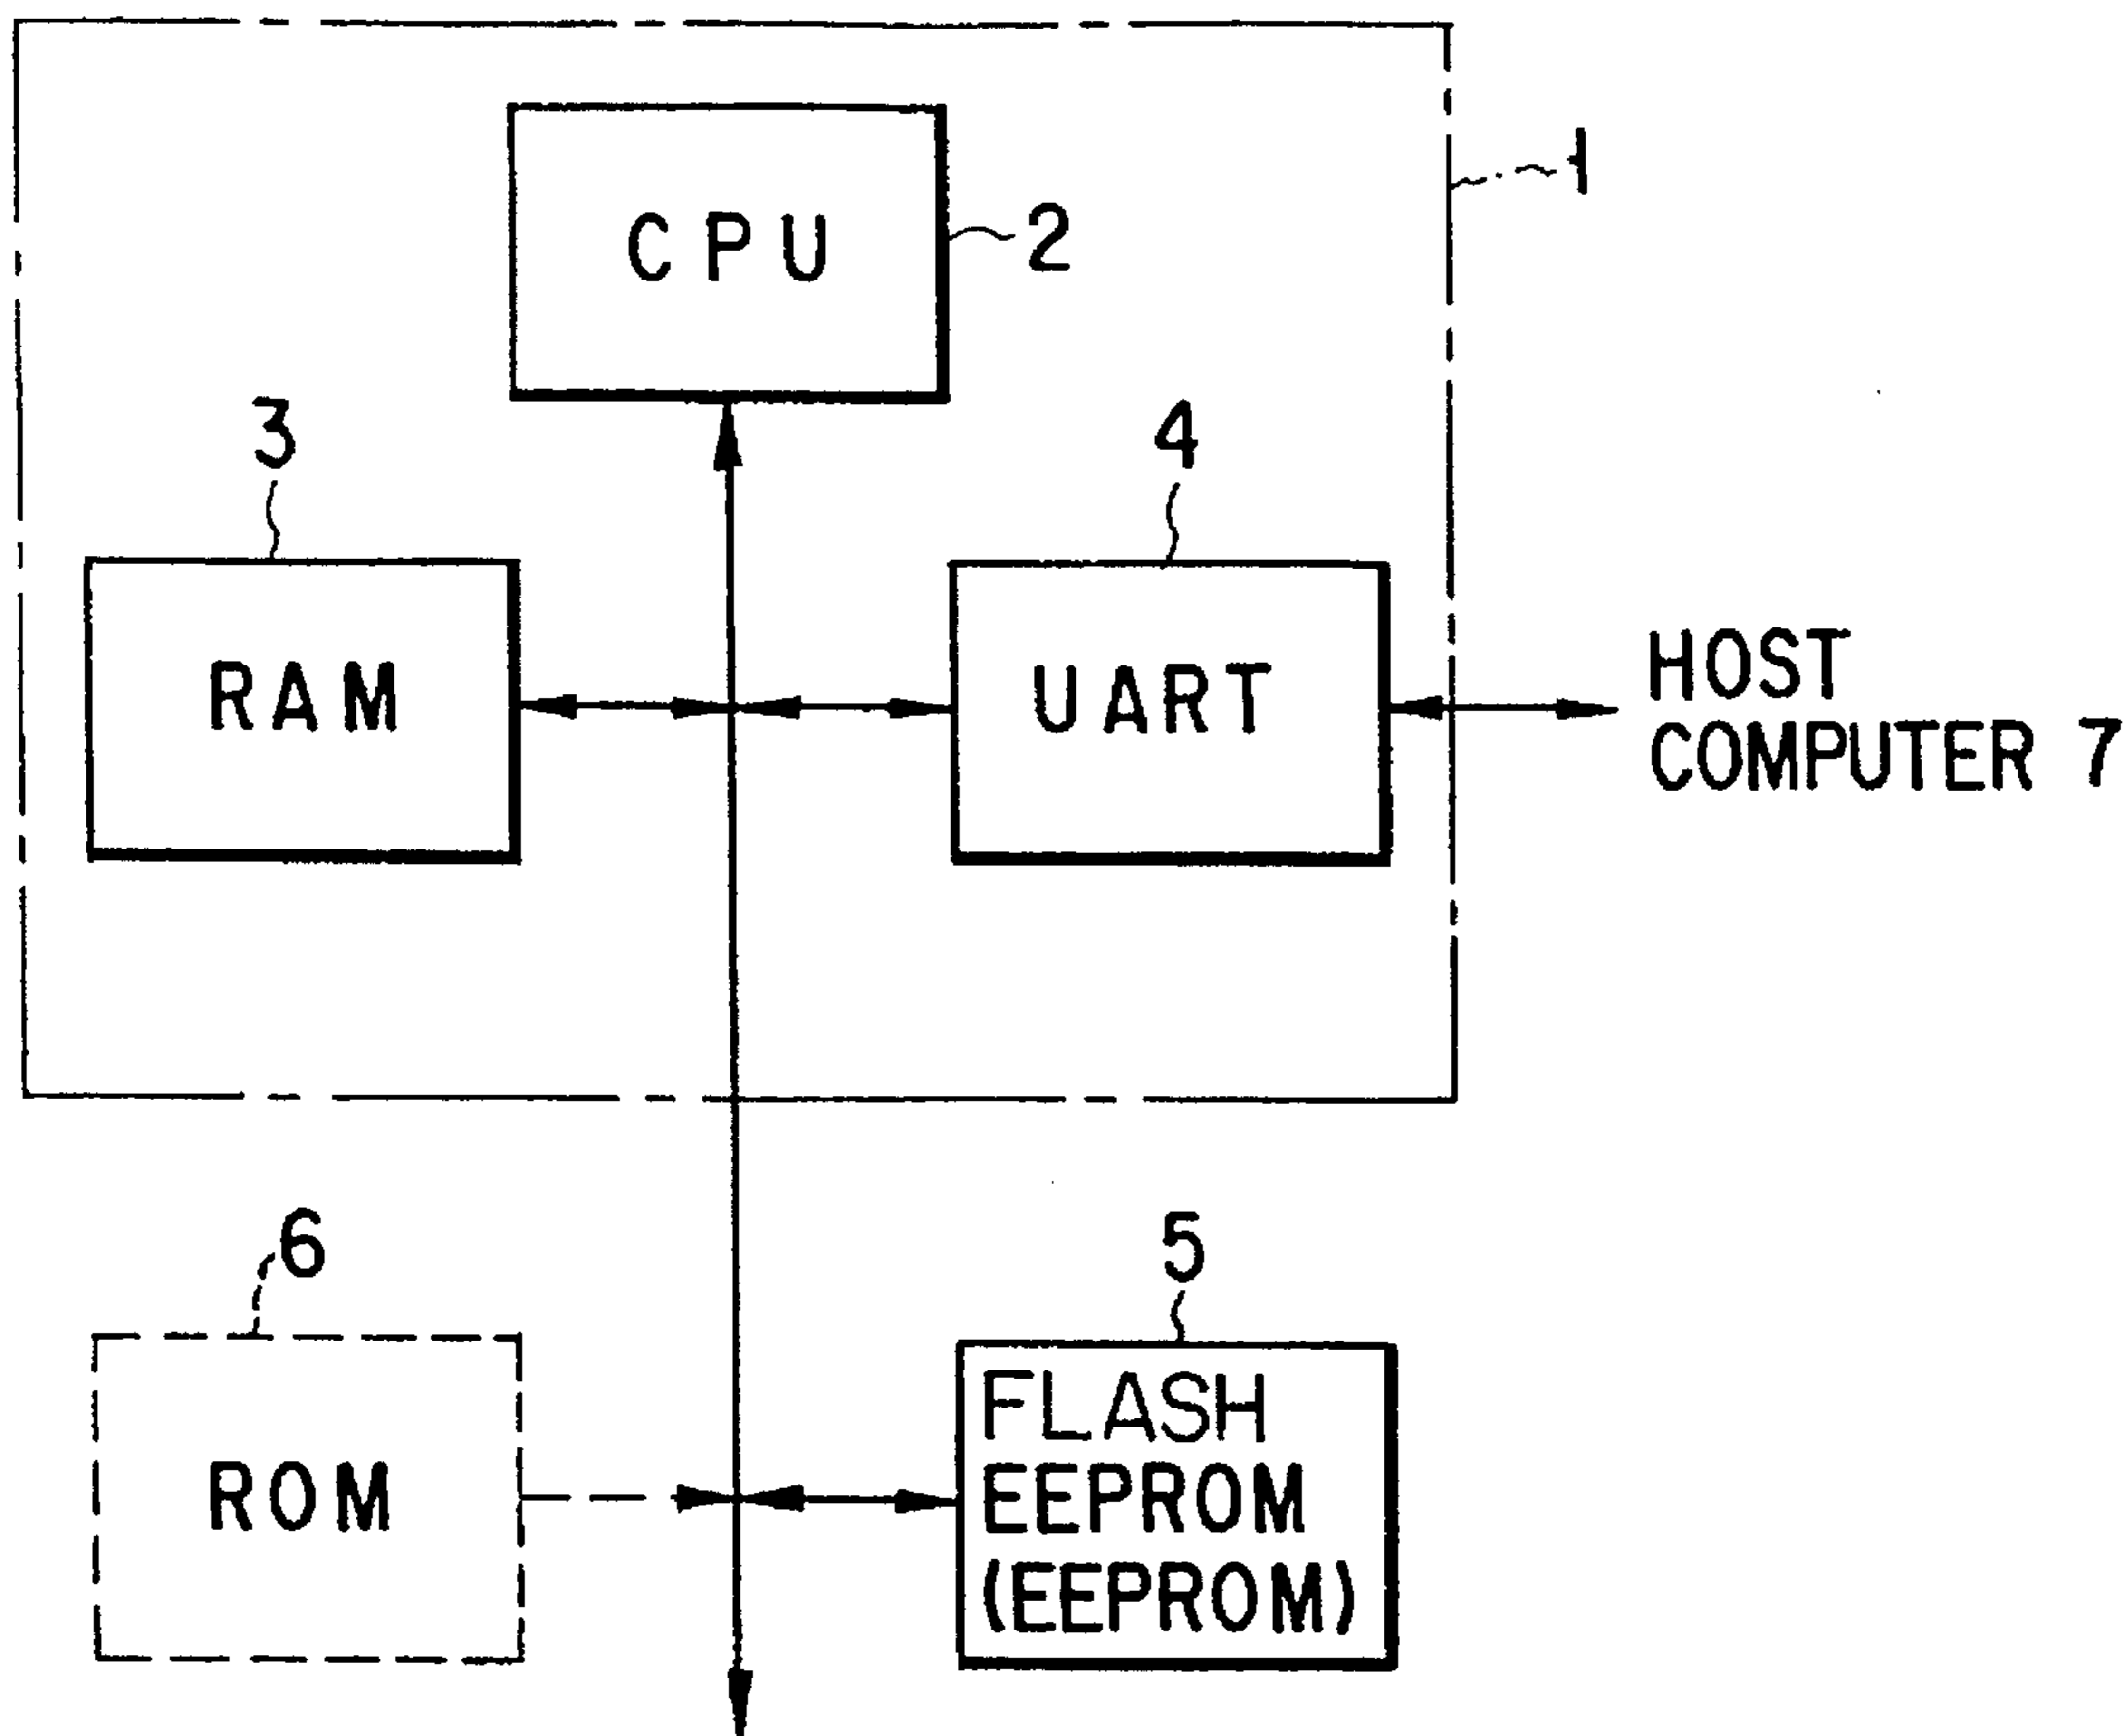 1
CPU
2
3
4
RAM
UART
HOST
COMPUTER 7
6
5
ROM
FLASH
EEPROM
(EEPROM)